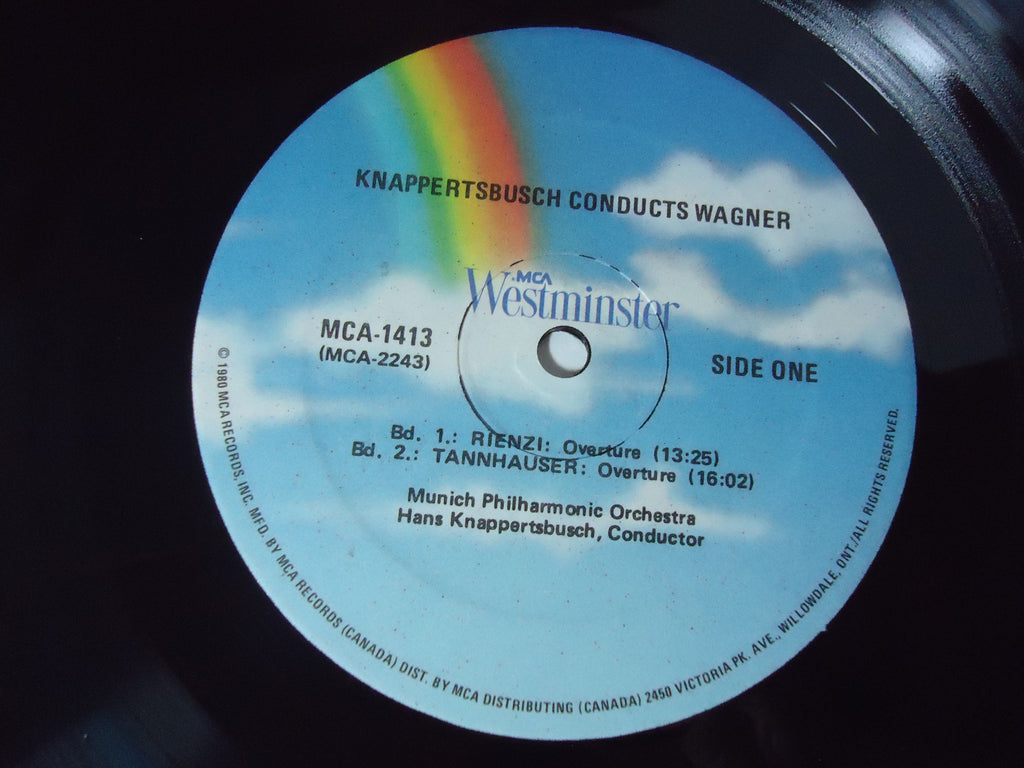 KNAPPERTSBUSCH CONDUCTS WAGNER
MCA
Westminster
MCA-1413
(MCA-2243)
SIDE ONE
Bd. 1.: RIENZI: Overture (13:25)
Bd. 2.: TANNHAUSER: Overture (16:02)
Munich Philharmonic Orchestra
Hans Knappertsbusch, Conductor
© 1980 MCA RECORDS, INC. MFD. BY MCA RECORDS (CANADA) DIST. BY MCA DISTRIBUTING (CANADA) 2450 VICTORIA PK. AVE., WILLOWDALE, ONT./ALL RIGHTS RESERVED.